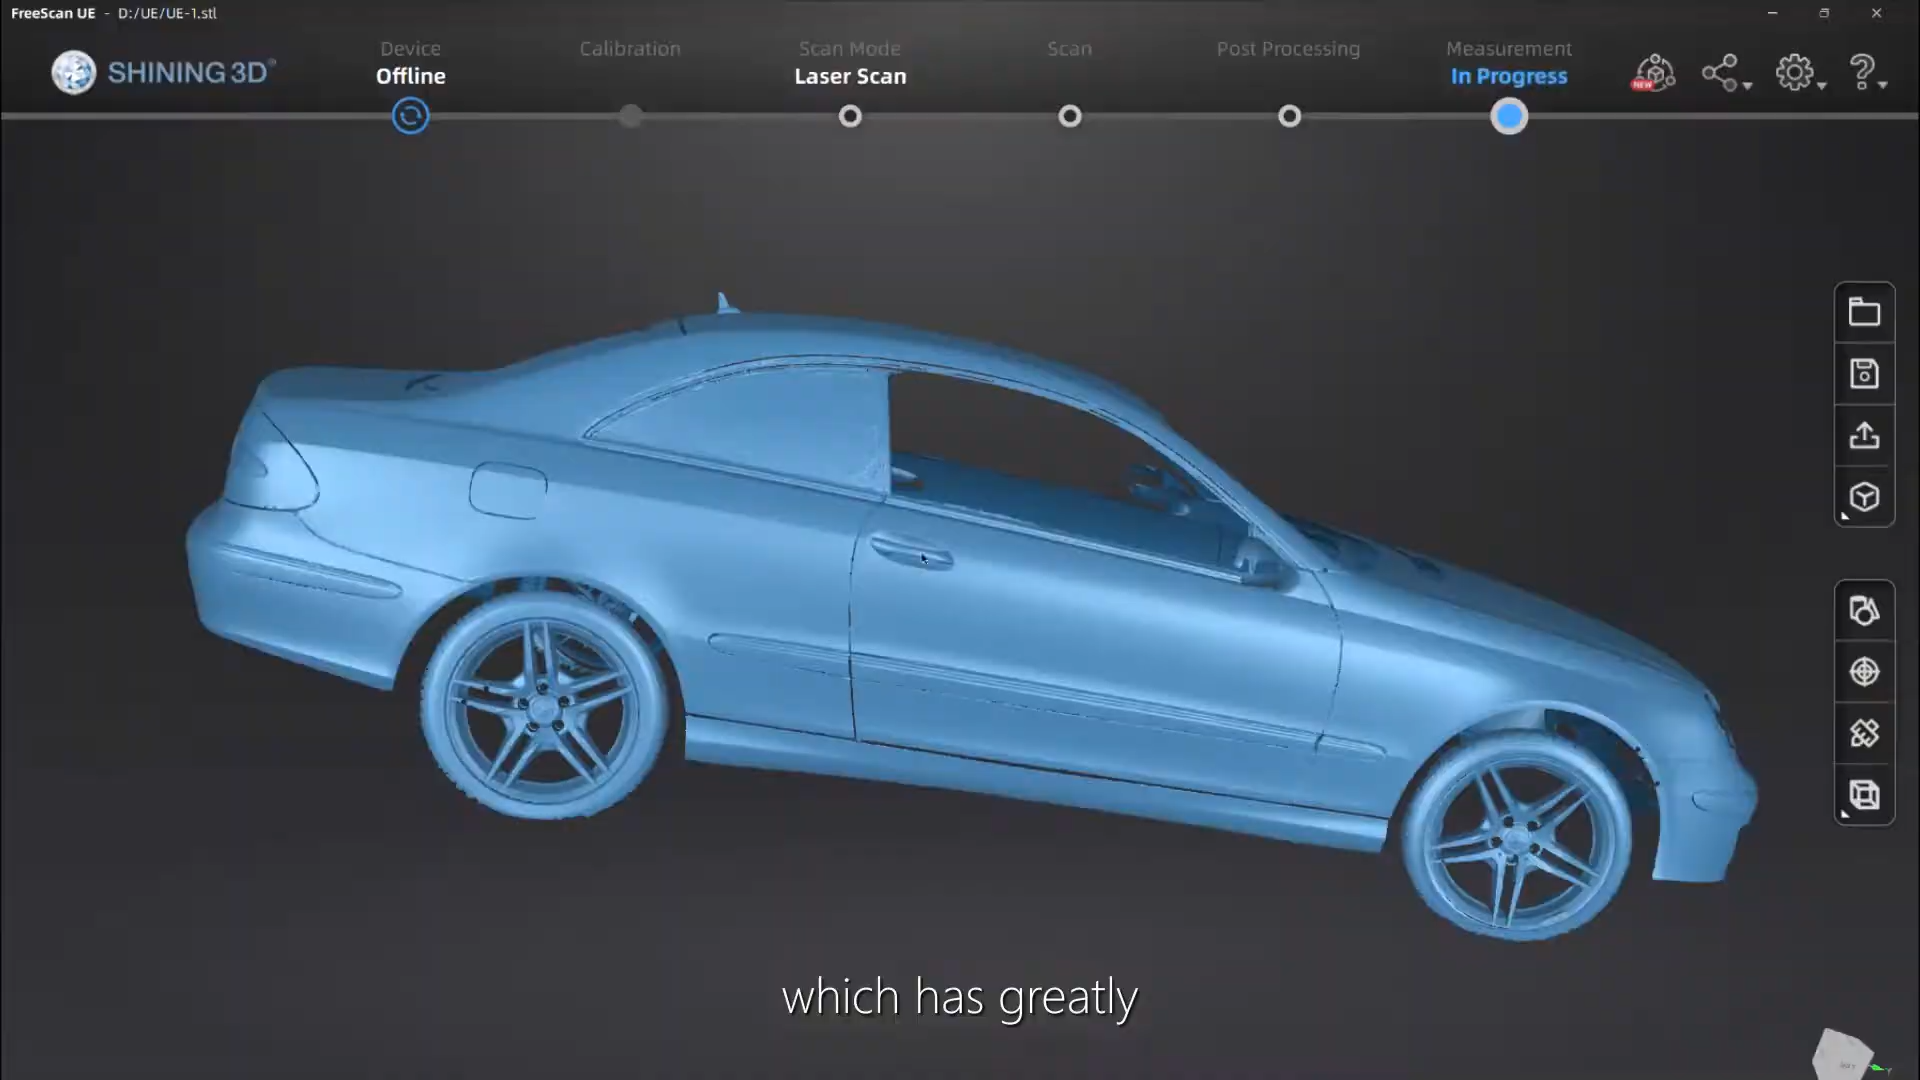 FreeScan UE - D:/UE/UE-1.stl
SHINING 3D®
Device
Offline
Calibration
Scan Mode
Laser Scan
Scan
Post Processing
Measurement
In Progress
NEW
which has greatly